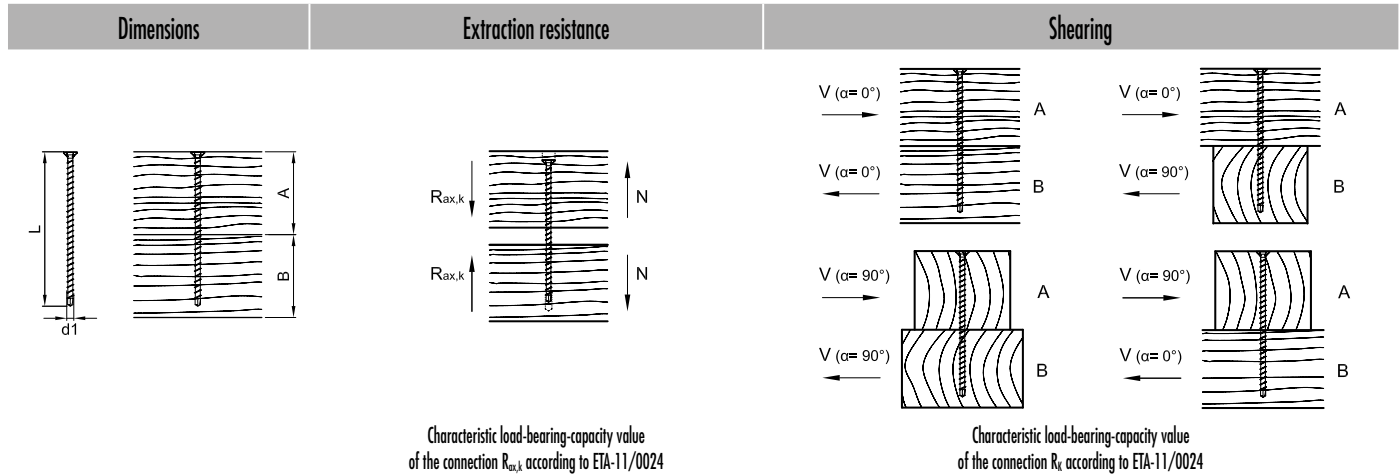 Dimensions
Extraction resistance
Shearing
L
d1
A
B
Rax,k
N
Rax,k
N
V (α= 0°)
A
V (α= 0°)
B
V (α= 0°)
A
V (α= 90°)
B
V (α= 90°)
A
V (α= 90°)
B
V (α= 90°)
A
V (α= 0°)
B
Characteristic load-bearing-capacity value
of the connection Rax,k according to ETA-11/0024
Characteristic load-bearing-capacity value
of the connection RK according to ETA-11/0024